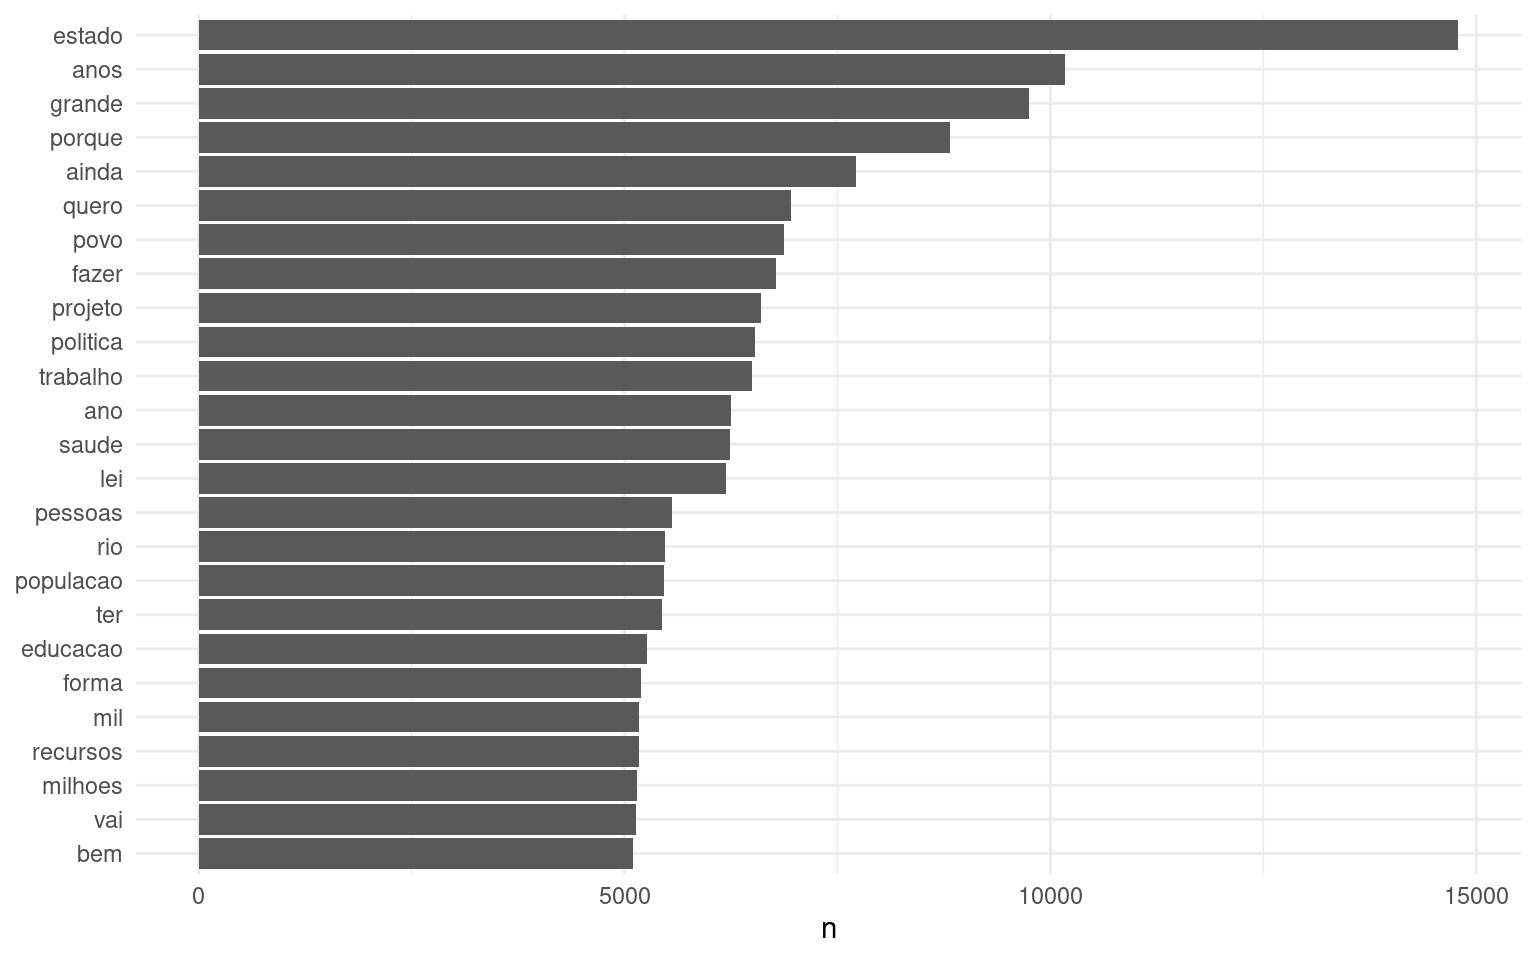 estado
anos
grande
porque
ainda
quero
povo
fazer
projeto
politica
trabalho
ano
saude
lei
pessoas
rio
populacao
ter
educacao
forma
mil
recursos
milhoes
vai
bem
0 5000 10000 15000
n